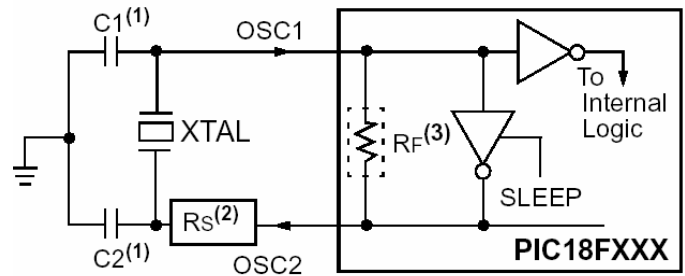 C1(1)
OSC1
To
Internal
Logic
XTAL
RF(3)
SLEEP
RS(2)
C2(1)
OSC2
PIC18FXXX